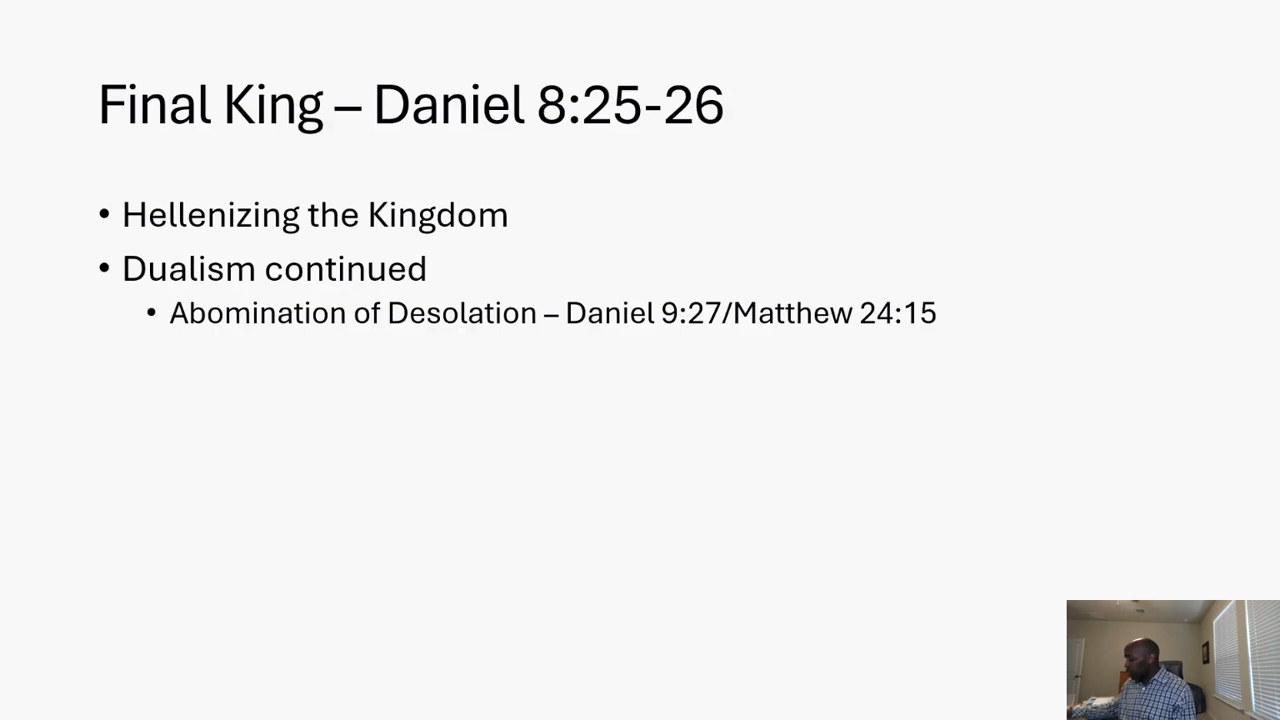 Final King – Daniel 8:25-26
• Hellenizing the Kingdom
• Dualism continued
• Abomination of Desolation – Daniel 9:27/Matthew 24:15